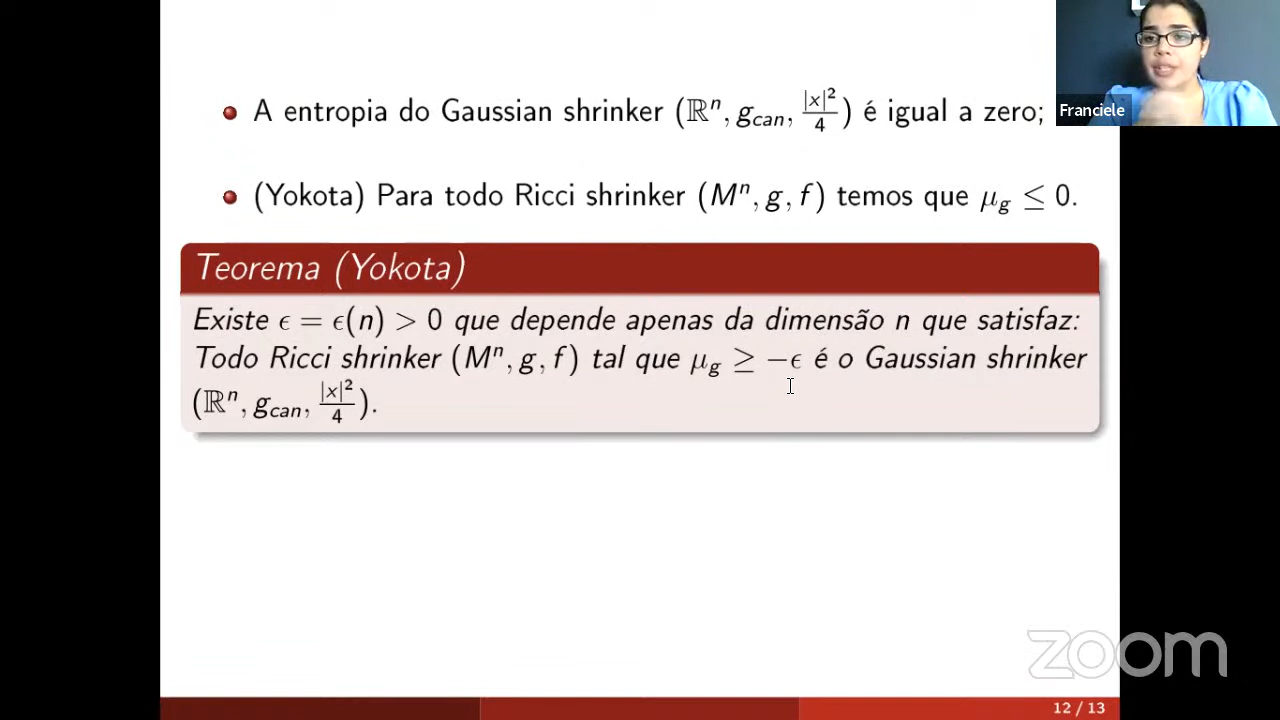 A entropia do Gaussian shrinker (ℝⁿ, g_can, |x|²/4) é igual a zero;
Franciele
(Yokota) Para todo Ricci shrinker (Mⁿ, g, f) temos que μ_g ≤ 0.
Teorema (Yokota)
Existe ϵ = ϵ(n) > 0 que depende apenas da dimensão n que satisfaz:
Todo Ricci shrinker (Mⁿ, g, f) tal que μ_g ≥ −ϵ é o Gaussian shrinker
(ℝⁿ, g_can, |x|²/4).
zoom
12 / 13